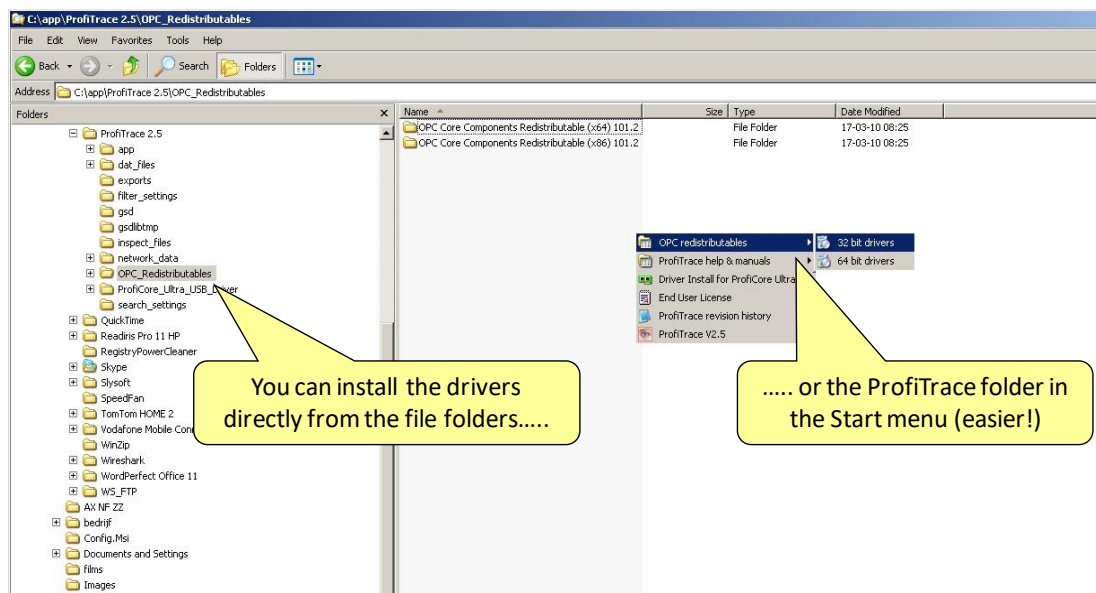 C:\app\ProfiTrace 2.5\OPC_Redistributables
File Edit View Favorites Tools Help
Back Search Folders
Address C:\app\ProfiTrace 2.5\OPC_Redistributables
Folders x
Name Size Type Date Modified
OPC Core Components Redistributable (x64) 101.2 File Folder 17-03-10 08:25
OPC Core Components Redistributable (x86) 101.2 File Folder 17-03-10 08:25
ProfiTrace 2.5
app
dat_files
exports
filter_settings
gsd
gsdlibtmp
inspect_files
network_data
OPC_Redistributables
ProfiCore_Ultra_USB_Driver
search_settings
QuickTime
Readiris Pro 11 HP
RegistryPowerCleaner
Skype
Slysoft
SpeedFan
TomTom HOME 2
Vodafone Mobile Con
WinZip
Wireshark
WordPerfect Office 11
WS_FTP
AX NF ZZ
bedrijf
Config.Msi
Documents and Settings
films
Images
OPC redistributables
ProfiTrace help & manuals
Driver Install for ProfiCore Ultra
End User License
ProfiTrace revision history
ProfiTrace V2.5
32 bit drivers
64 bit drivers
You can install the drivers
directly from the file folders.....
..... or the ProfiTrace folder in
the Start menu (easier!)